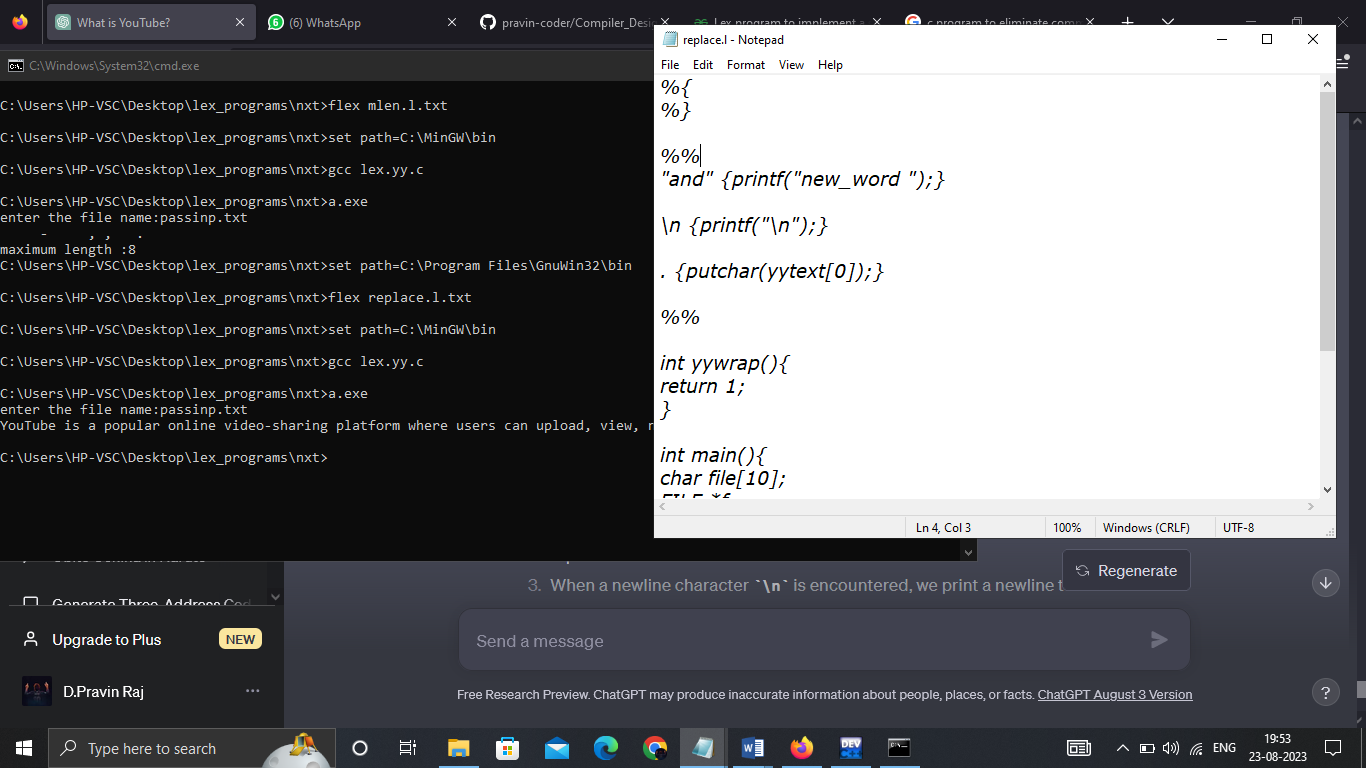 What is YouTube?
(6) WhatsApp
pravin-coder/Compiler_Desi
Lex program to implement a
c program to eliminate com
C:\Windows\System32\cmd.exe
C:\Users\HP-VSC\Desktop\lex_programs\nxt>flex mlen.l.txt
C:\Users\HP-VSC\Desktop\lex_programs\nxt>set path=C:\MinGW\bin
C:\Users\HP-VSC\Desktop\lex_programs\nxt>gcc lex.yy.c
C:\Users\HP-VSC\Desktop\lex_programs\nxt>a.exe
enter the file name:passinp.txt
- , , .
maximum length :8
C:\Users\HP-VSC\Desktop\lex_programs\nxt>set path=C:\Program Files\GnuWin32\bin
C:\Users\HP-VSC\Desktop\lex_programs\nxt>flex replace.l.txt
C:\Users\HP-VSC\Desktop\lex_programs\nxt>set path=C:\MinGW\bin
C:\Users\HP-VSC\Desktop\lex_programs\nxt>gcc lex.yy.c
C:\Users\HP-VSC\Desktop\lex_programs\nxt>a.exe
enter the file name:passinp.txt
YouTube is a popular online video-sharing platform where users can upload, view,
C:\Users\HP-VSC\Desktop\lex_programs\nxt>
replace.l - Notepad
File Edit Format View Help
%{
%}
%%
"and" {printf("new_word ");}
\n {printf("\n");}
. {putchar(yytext[0]);}
%%
int yywrap(){
return 1;
}
int main(){
char file[10];
FILE *f
Ln 4, Col 3
100%
Windows (CRLF)
UTF-8
3. When a newline character `\n` is encountered, we print a newline t
Regenerate
Generate Three-Address Cod
Upgrade to Plus
NEW
D.Pravin Raj
Send a message
Free Research Preview. ChatGPT may produce inaccurate information about people, places, or facts. ChatGPT August 3 Version
?
Type here to search
DEV
ENG
19:53
23-08-2023